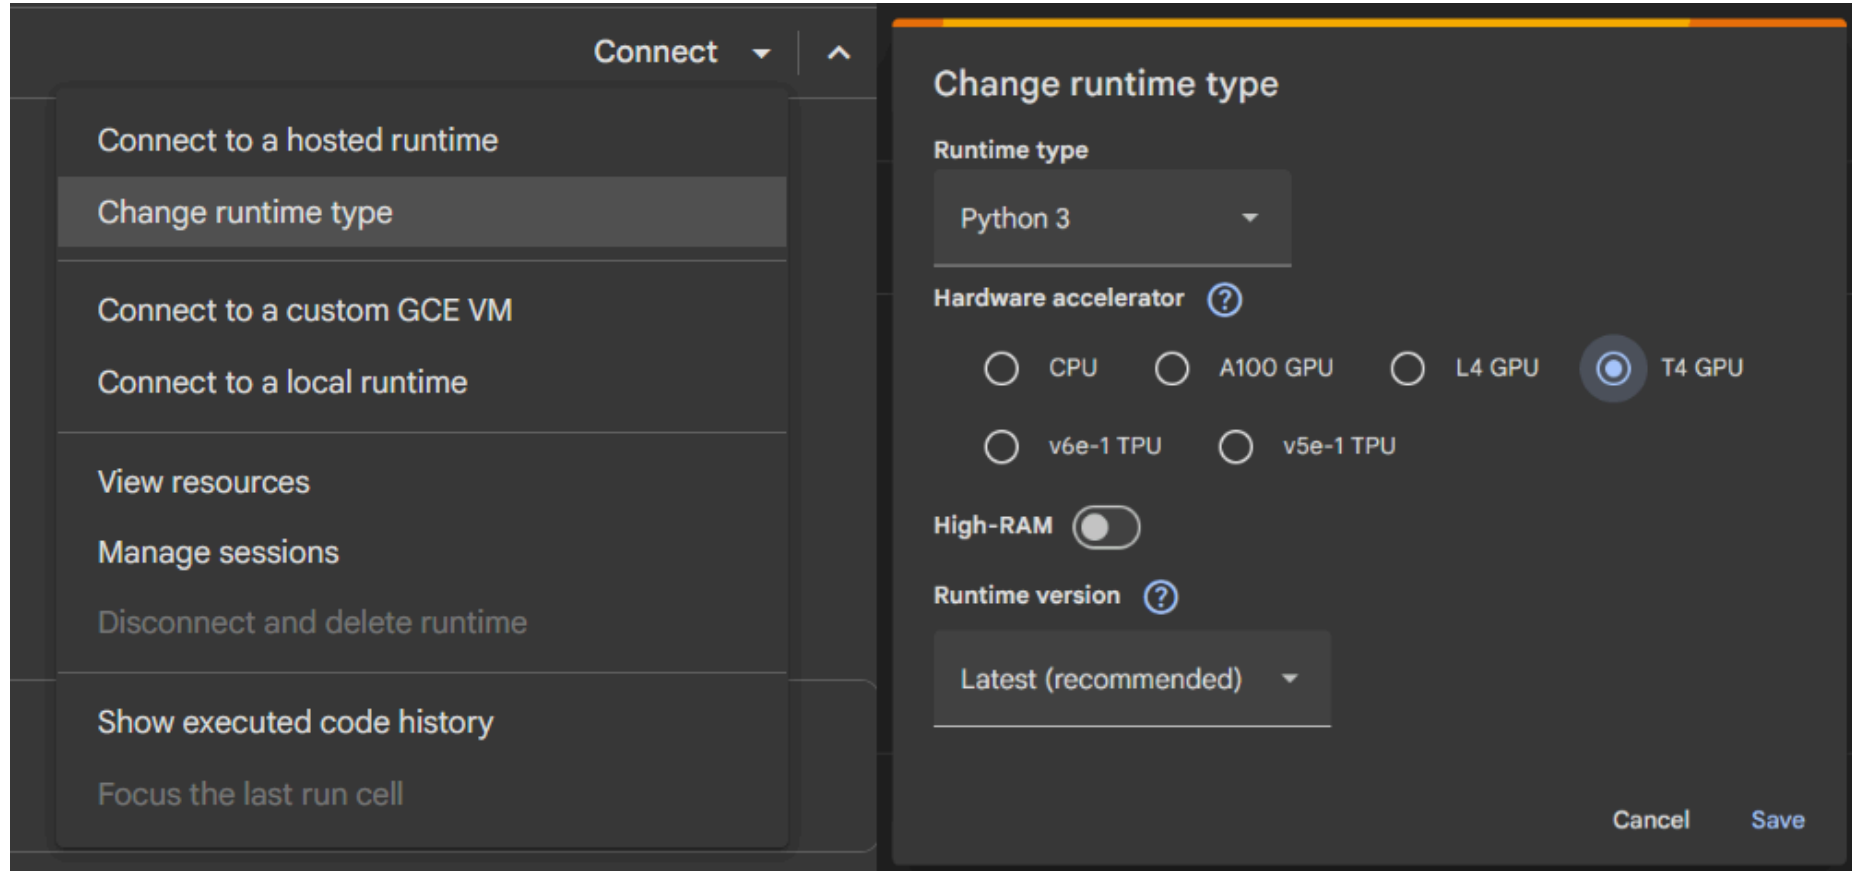 Connect
Connect to a hosted runtime
Change runtime type
Connect to a custom GCE VM
Connect to a local runtime
View resources
Manage sessions
Disconnect and delete runtime
Show executed code history
Focus the last run cell
Change runtime type
Runtime type
Python 3
Hardware accelerator ?
CPU A100 GPU L4 GPU T4 GPU
v6e-1 TPU v5e-1 TPU
High-RAM
Runtime version ?
Latest (recommended)
Cancel Save